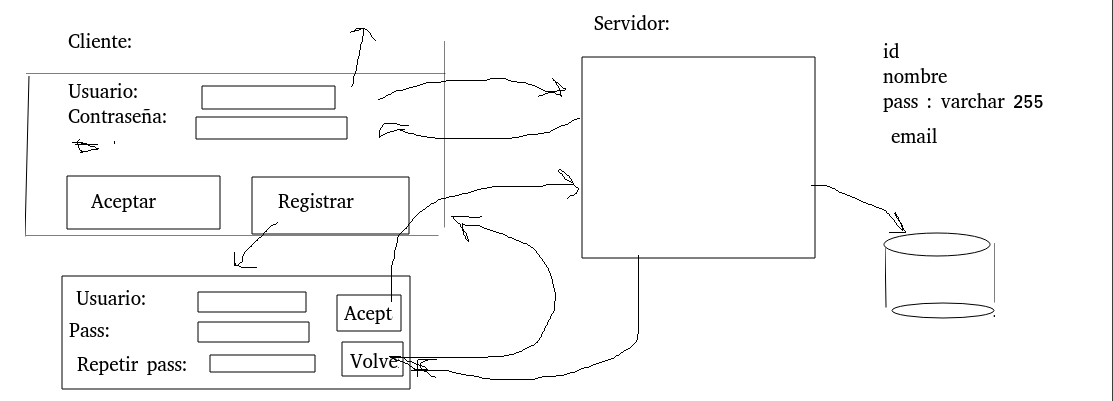 Cliente:
Usuario:
Contraseña:
Aceptar
Registrar
Usuario:
Pass:
Repetir pass:
Acept
Volve
Servidor:
id
nombre
pass : varchar 255
email